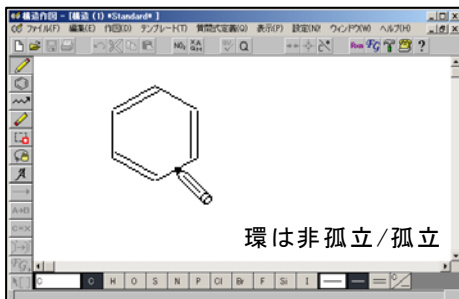 構造作図 - [構造 (1) *Standard* ]
ファイル(F) 編集(E) 作図(D) テンプレート(T) 質問式定義(Q) 表示(P) 設定(N) ウィンドウ(W) ヘルプ(H)
NO₂ Q FG ?
A
A→B
C=X
環は非孤立/孤立
C C H O S N P Cl Br F Si I